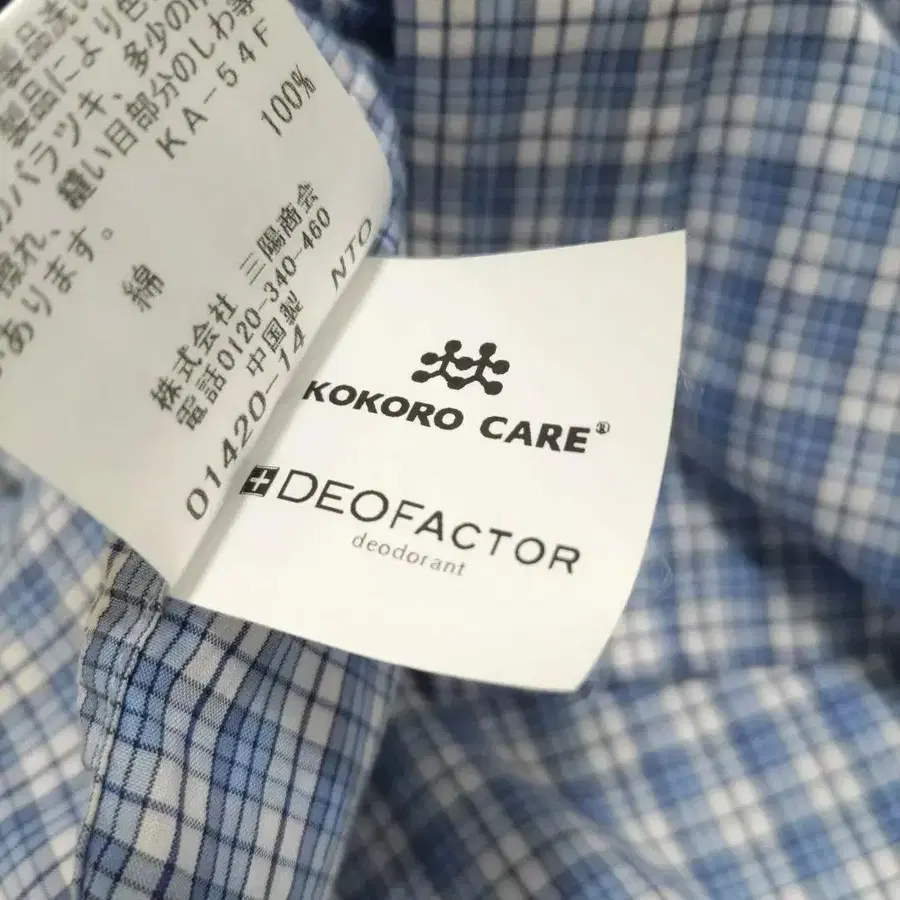 製品洗い
製品により色
のバラツキ、多少の
擦れ、縫い目部分のしわ等
があります。 KA-54F
綿 100%
株式会社 三陽商会
電話0120-340-460
中国製 NTO
01420-14
KOKORO CARE®
DEOFACTOR
deodorant